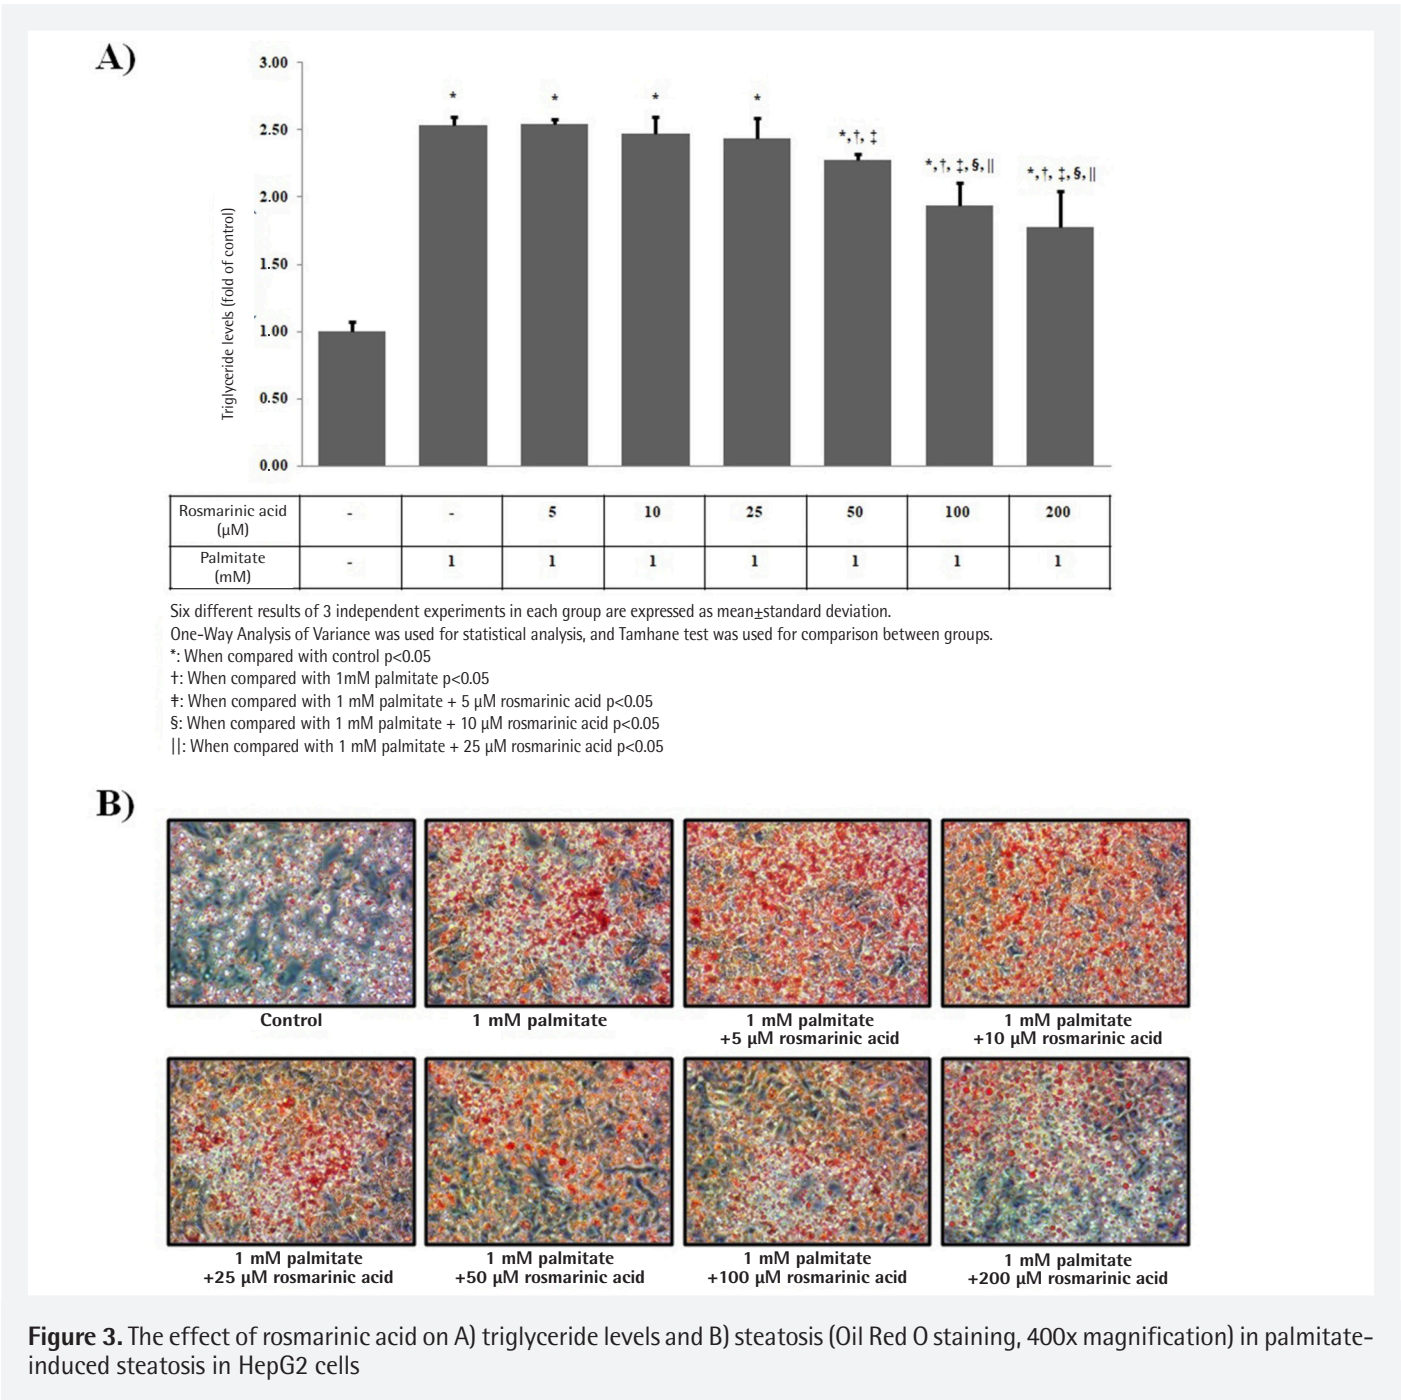 A)
3.00
2.50
2.00
1.50
1.00
0.50
0.00
Triglyceride levels (fold of control)
*
*
*
*
*,†, ‡
*,†, ‡,§,||
*,†, ‡,§,||
Rosmarinic acid (µM) - - 5 10 25 50 100 200
Palmitate (mM) - 1 1 1 1 1 1 1
Six different results of 3 independent experiments in each group are expressed as mean±standard deviation.
One-Way Analysis of Variance was used for statistical analysis, and Tamhane test was used for comparison between groups.
*: When compared with control p<0.05
†: When compared with 1mM palmitate p<0.05
‡: When compared with 1 mM palmitate + 5 µM rosmarinic acid p<0.05
§: When compared with 1 mM palmitate + 10 µM rosmarinic acid p<0.05
||: When compared with 1 mM palmitate + 25 µM rosmarinic acid p<0.05
B)
Control
1 mM palmitate
1 mM palmitate
+5 µM rosmarinic acid
1 mM palmitate
+10 µM rosmarinic acid
1 mM palmitate
+25 µM rosmarinic acid
1 mM palmitate
+50 µM rosmarinic acid
1 mM palmitate
+100 µM rosmarinic acid
1 mM palmitate
+200 µM rosmarinic acid
Figure 3. The effect of rosmarinic acid on A) triglyceride levels and B) steatosis (Oil Red O staining, 400x magnification) in palmitate-
induced steatosis in HepG2 cells